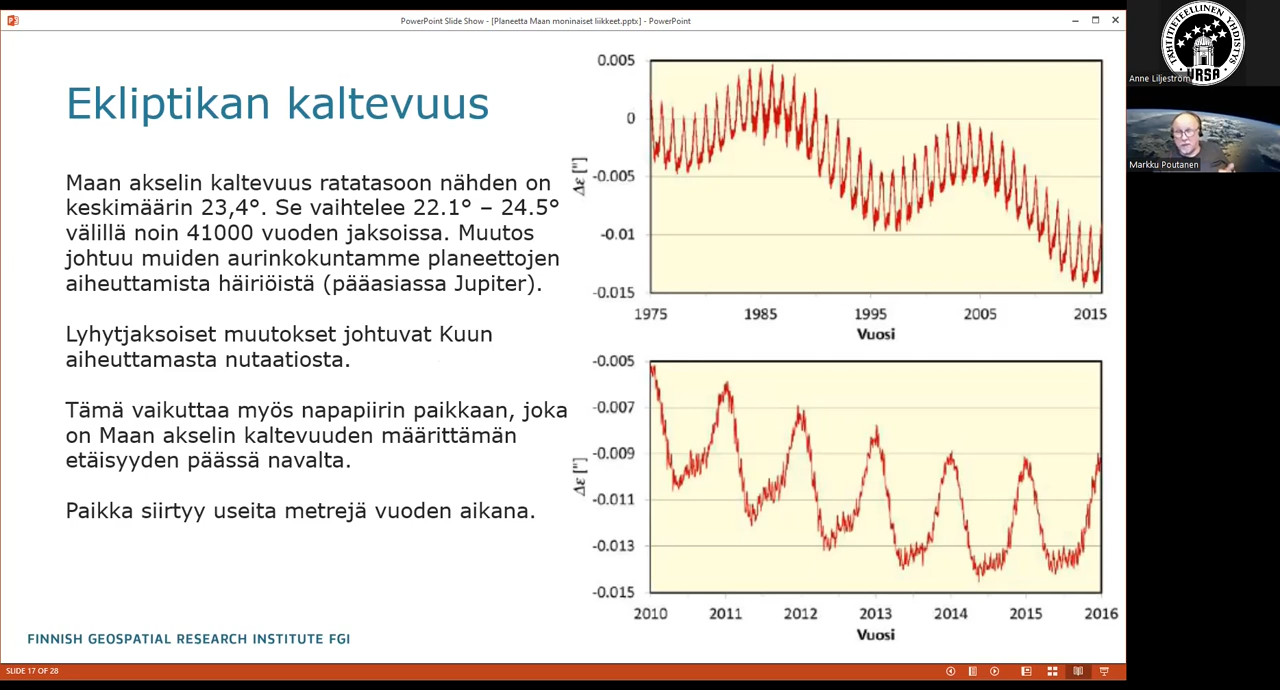 PowerPoint Slide Show - [Planeetta Maan moninaiset liikkeet.pptx] - PowerPoint
Ekliptikan kaltevuus
Maan akselin kaltevuus ratatasoon nähden on
keskimäärin 23,4°. Se vaihtelee 22.1° – 24.5°
välillä noin 41000 vuoden jaksoissa. Muutos
johtuu muiden aurinkokuntamme planeettojen
aiheuttamista häiriöistä (pääasiassa Jupiter).
Lyhytjaksoiset muutokset johtuvat Kuun
aiheuttamasta nutaatiosta.
Tämä vaikuttaa myös napapiirin paikkaan, joka
on Maan akselin kaltevuuden määrittämän
etäisyyden päässä navalta.
Paikka siirtyy useita metrejä vuoden aikana.
FINNISH GEOSPATIAL RESEARCH INSTITUTE FGI
SLIDE 17 OF 28
0.005
0
-0.005
-0.01
-0.015
Δε ["]
1975 1985 1995 2005 2015
Vuosi
-0.005
-0.007
-0.009
-0.011
-0.013
-0.015
Δε ["]
2010 2011 2012 2013 2014 2015 2016
Vuosi
TÄHTITIETEELLINEN YHDISTYS
URSA
Anne Liljeström
Markku Poutanen